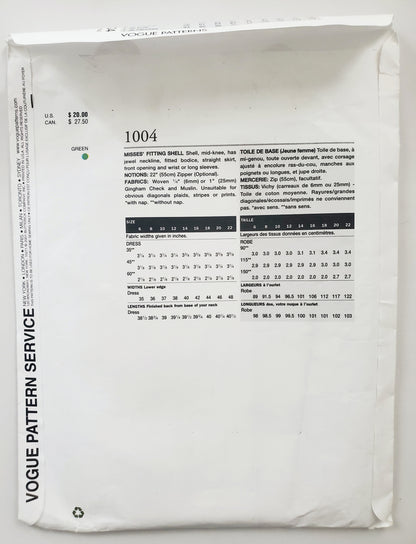 VOGUE PATTERNS
U.S. $ 20.00
CAN. $ 27.50
GREEN
1004
MISSES' FITTING SHELL. Shell, mid-knee, has
jewel neckline, fitted bodice, straight skirt,
front opening and wrist or long sleeves.
NOTIONS: 22" (55cm) Zipper (Optional).
FABRICS: Woven ¼" (6mm) or 1" (25mm)
Gingham Check and Muslin. Unsuitable for
obvious diagonals plaids, stripes or prints.
*with nap. **without nap.
SIZE
6 8 10 12 14 16 18 20 22
Fabric widths given in inches.
DRESS
35"
45"
60"
WIDTHS Lower edge
Dress
35 36 37 38 40 42 44 46 48
LENGTHS Finished back from base of your neck
Dress
TOILE DE BASE (Jeune femme) Toile de base, à
mi-genou, toute ouverty devant, avec corsage
ajusté à encolure ras-du-cou, manches aux
poignets ou longues, et jupe droite.
MERCERIE: Zip (55cm), facultatif.
TISSUS: Vichy (carreaux de 6mm ou 25mm) -
Toile de coton moyenne. Rayures/grandes
diagonales/écossais/imprimés ne conviennent
pas. *avec sens. **sans sens.
TAILLE
6 8 10 12 14 16 18 20 22
Largeurs des tissus données en centimètres.
ROBE
90**
3.0 3.0 3.0 3.0 3.1 3.1 3.4 3.4 3.4
115**
2.9 2.9 2.9 2.9 2.9 2.9 3.0 3.0 3.0
150**
2.0 2.0 2.0 2.0 2.0 2.0 2.0 2.7 2.7
LARGEURS à l'ourlet
Robe
89 91.5 94 96.5 101 106 112 117 122
LONGUEURS dos, votre nuque à l'ourlet
Robe
98 98.5 99 99.5 100 101 101 102 103
VOGUE PATTERN SERVICE
NEW YORK • LONDON • PARIS • MILAN • TORONTO • SYDNEY
www.voguepatterns.com